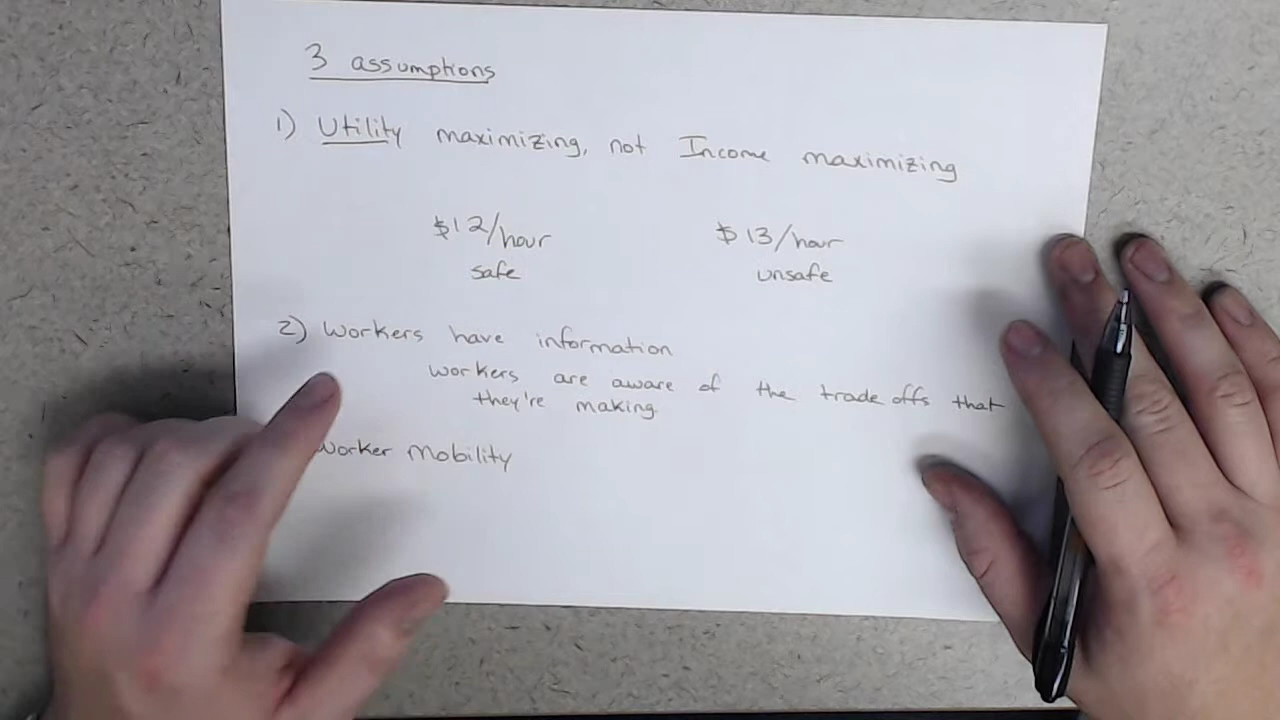 3 assumptions
1) Utility maximizing, not Income maximizing
$12/hour $13/hour
safe unsafe
2) Workers have information
workers are aware of the trade offs that
they're making.
Worker Mobility